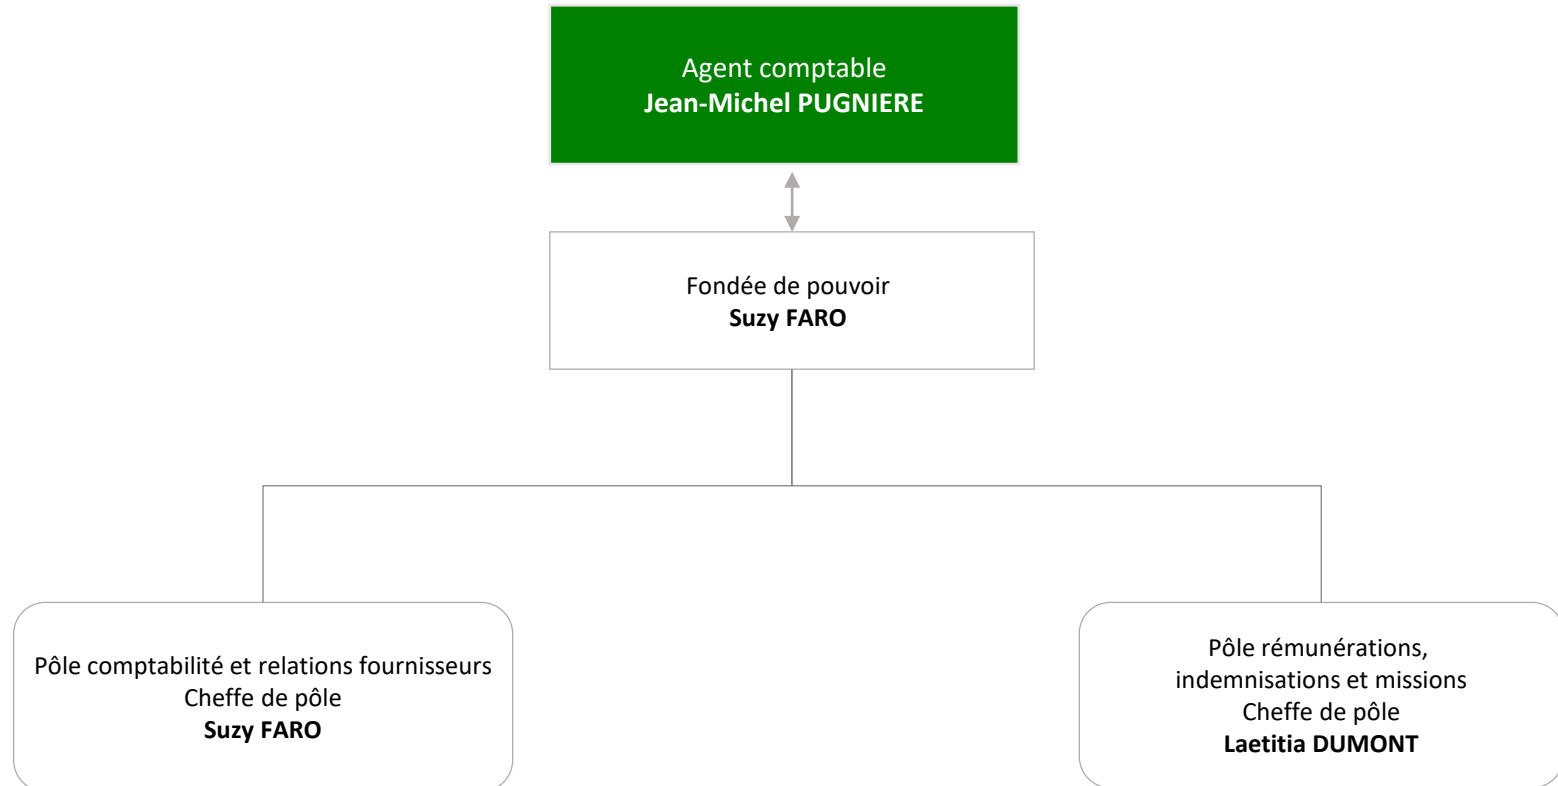 Agent comptable
Jean-Michel PUGNIERE
Fondée de pouvoir
Suzy FARO
Pôle comptabilité et relations fournisseurs
Cheffe de pôle
Suzy FARO
Pôle rémunérations,
indemnisations et missions
Cheffe de pôle
Laetitia DUMONT